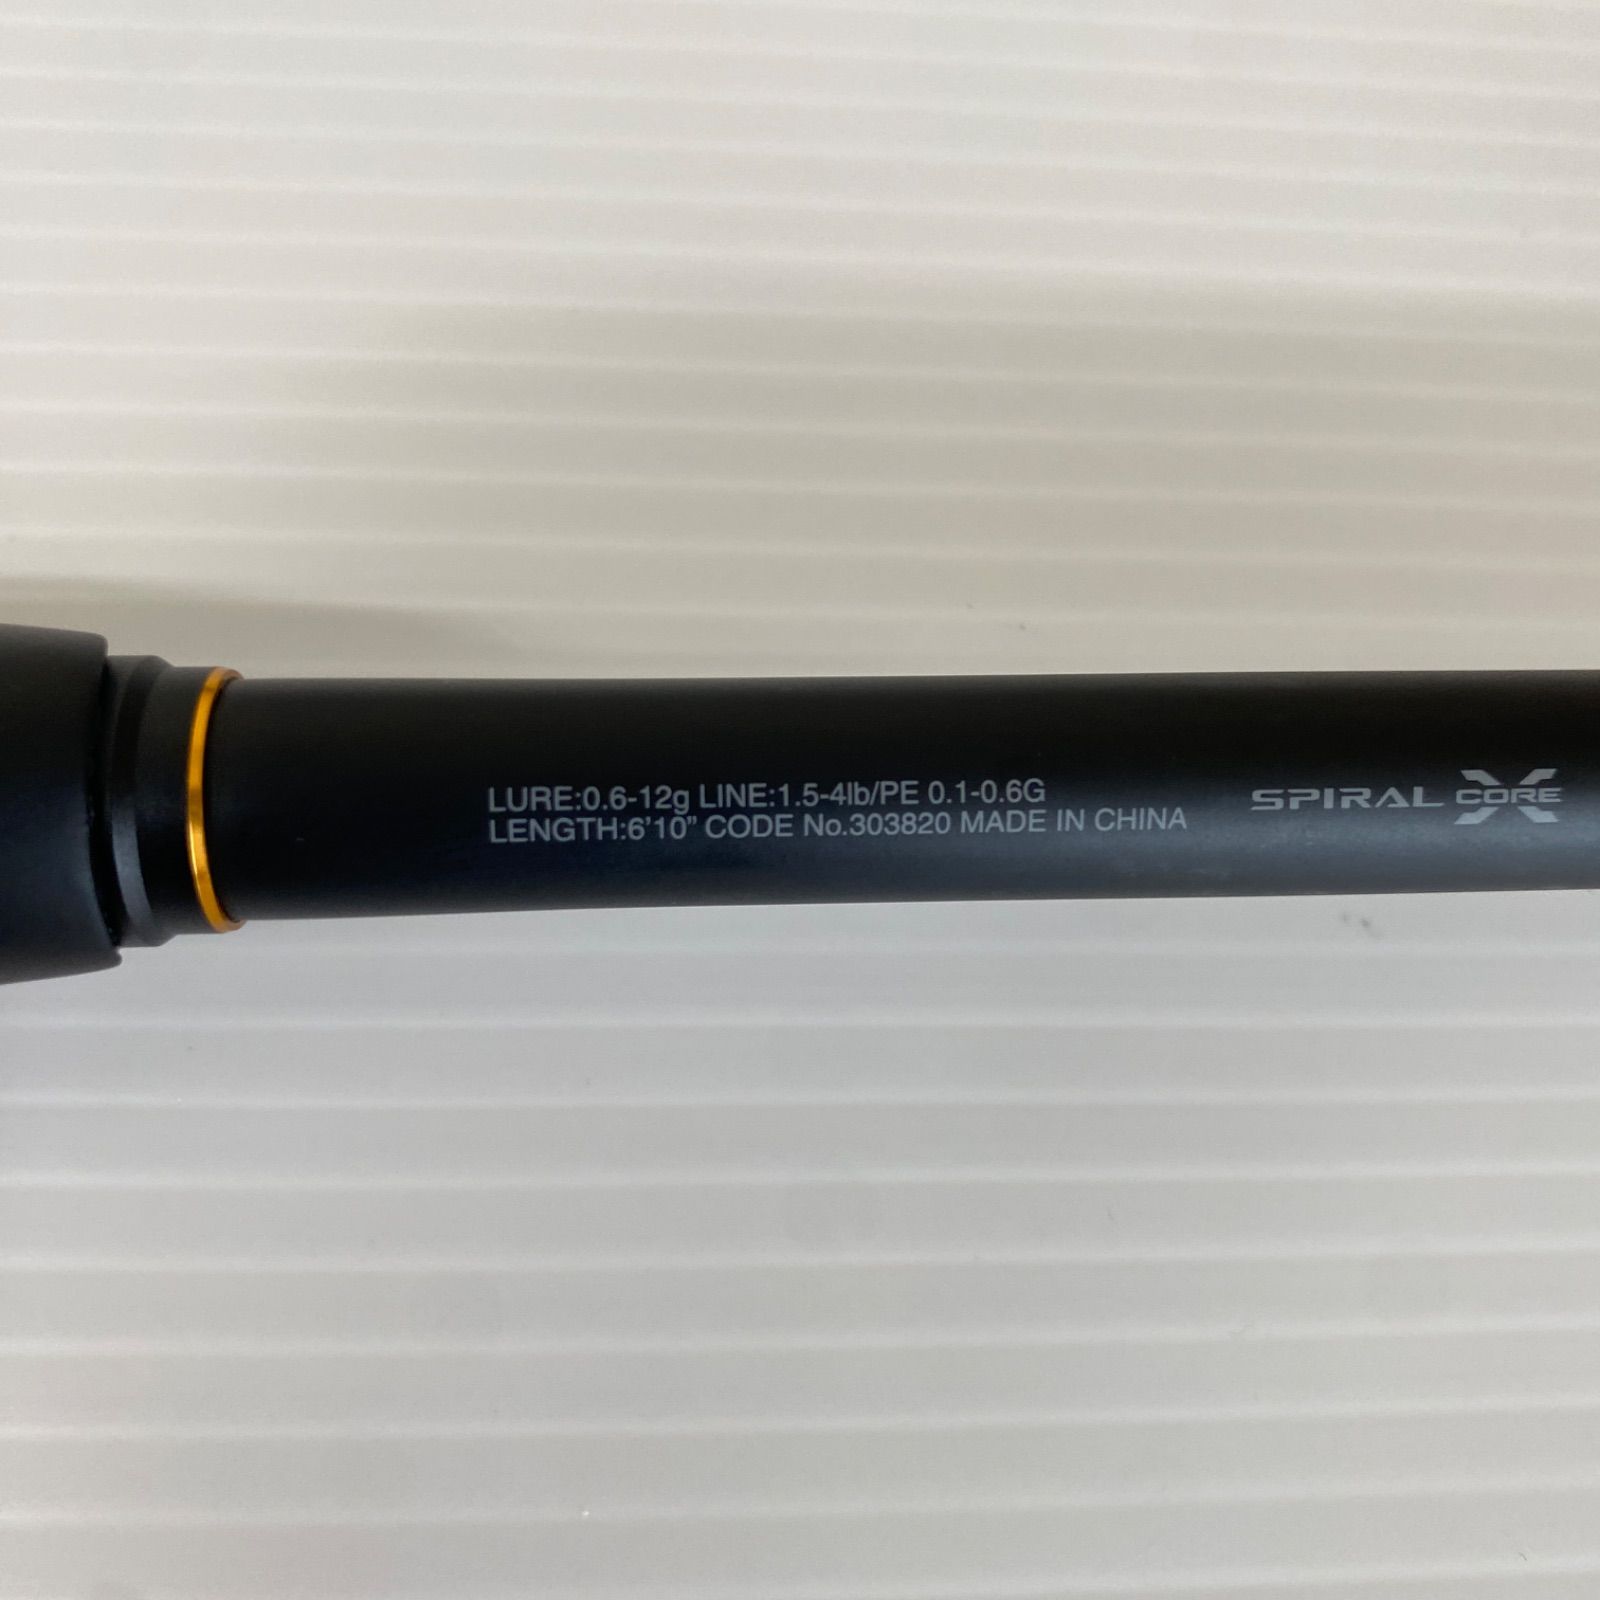 LURE:0.6-12g LINE:1.5-4lb/PE 0.1-0.6G
LENGTH:6'10" CODE No.303820 MADE IN CHINA
SPIRAL X CORE